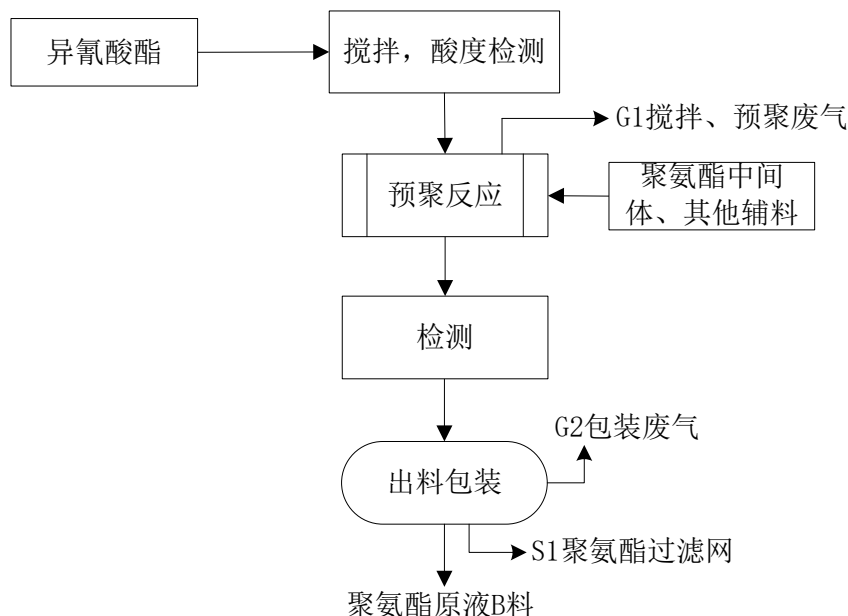 异氰酸酯
搅拌，酸度检测
G1搅拌、预聚废气
预聚反应
聚氨酯中间
体、其他辅料
检测
G2包装废气
出料包装
S1聚氨酯过滤网
聚氨酯原液B料